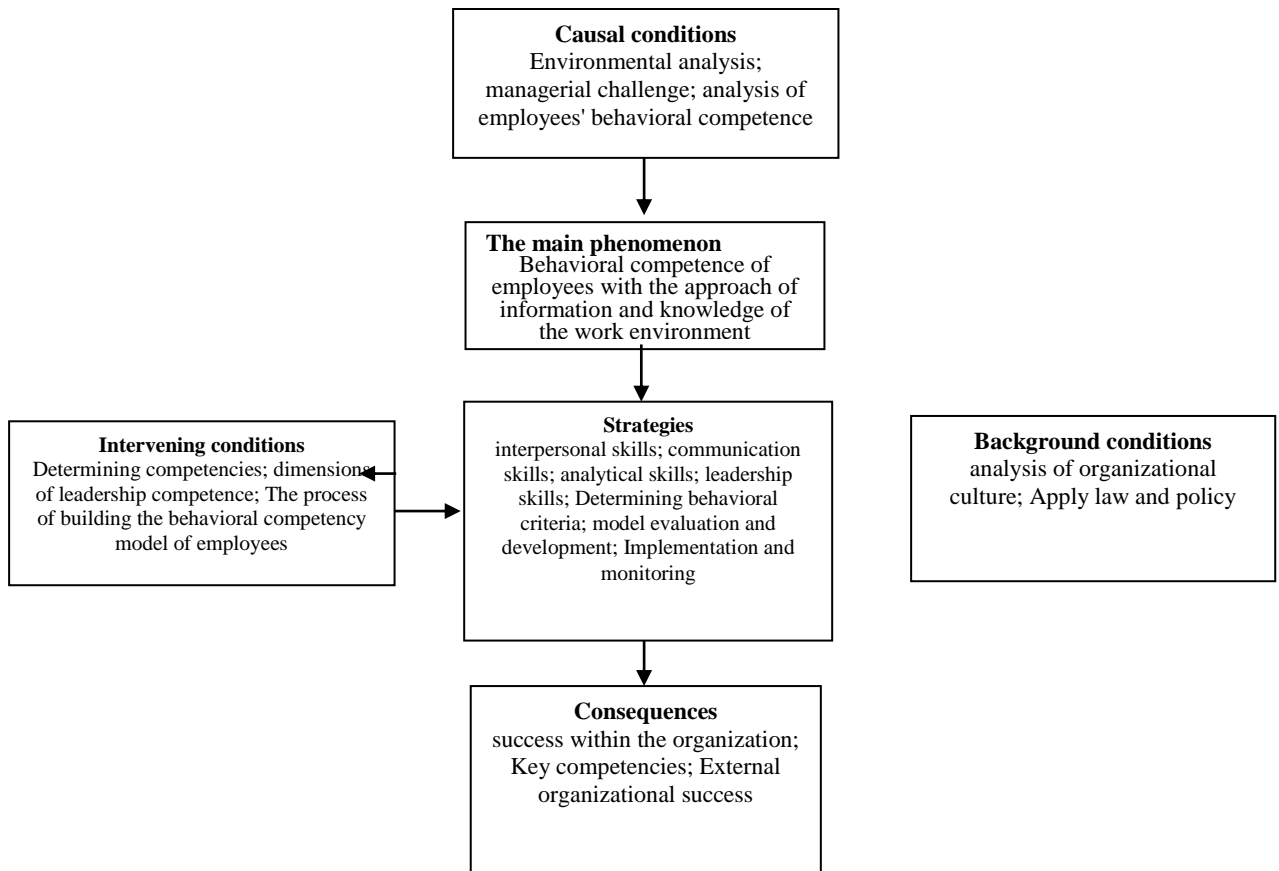 Causal conditions
Environmental analysis;
managerial challenge; analysis of
employees' behavioral competence
The main phenomenon
Behavioral competence of
employees with the approach of
information and knowledge of
the work environment
Intervening conditions
Determining competencies; dimensions
of leadership competence; The process
of building the behavioral competency
model of employees
Strategies
interpersonal skills; communication
skills; analytical skills; leadership
skills; Determining behavioral
criteria; model evaluation and
development; Implementation and
monitoring
Background conditions
analysis of organizational
culture; Apply law and policy
Consequences
success within the organization;
Key competencies; External
organizational success